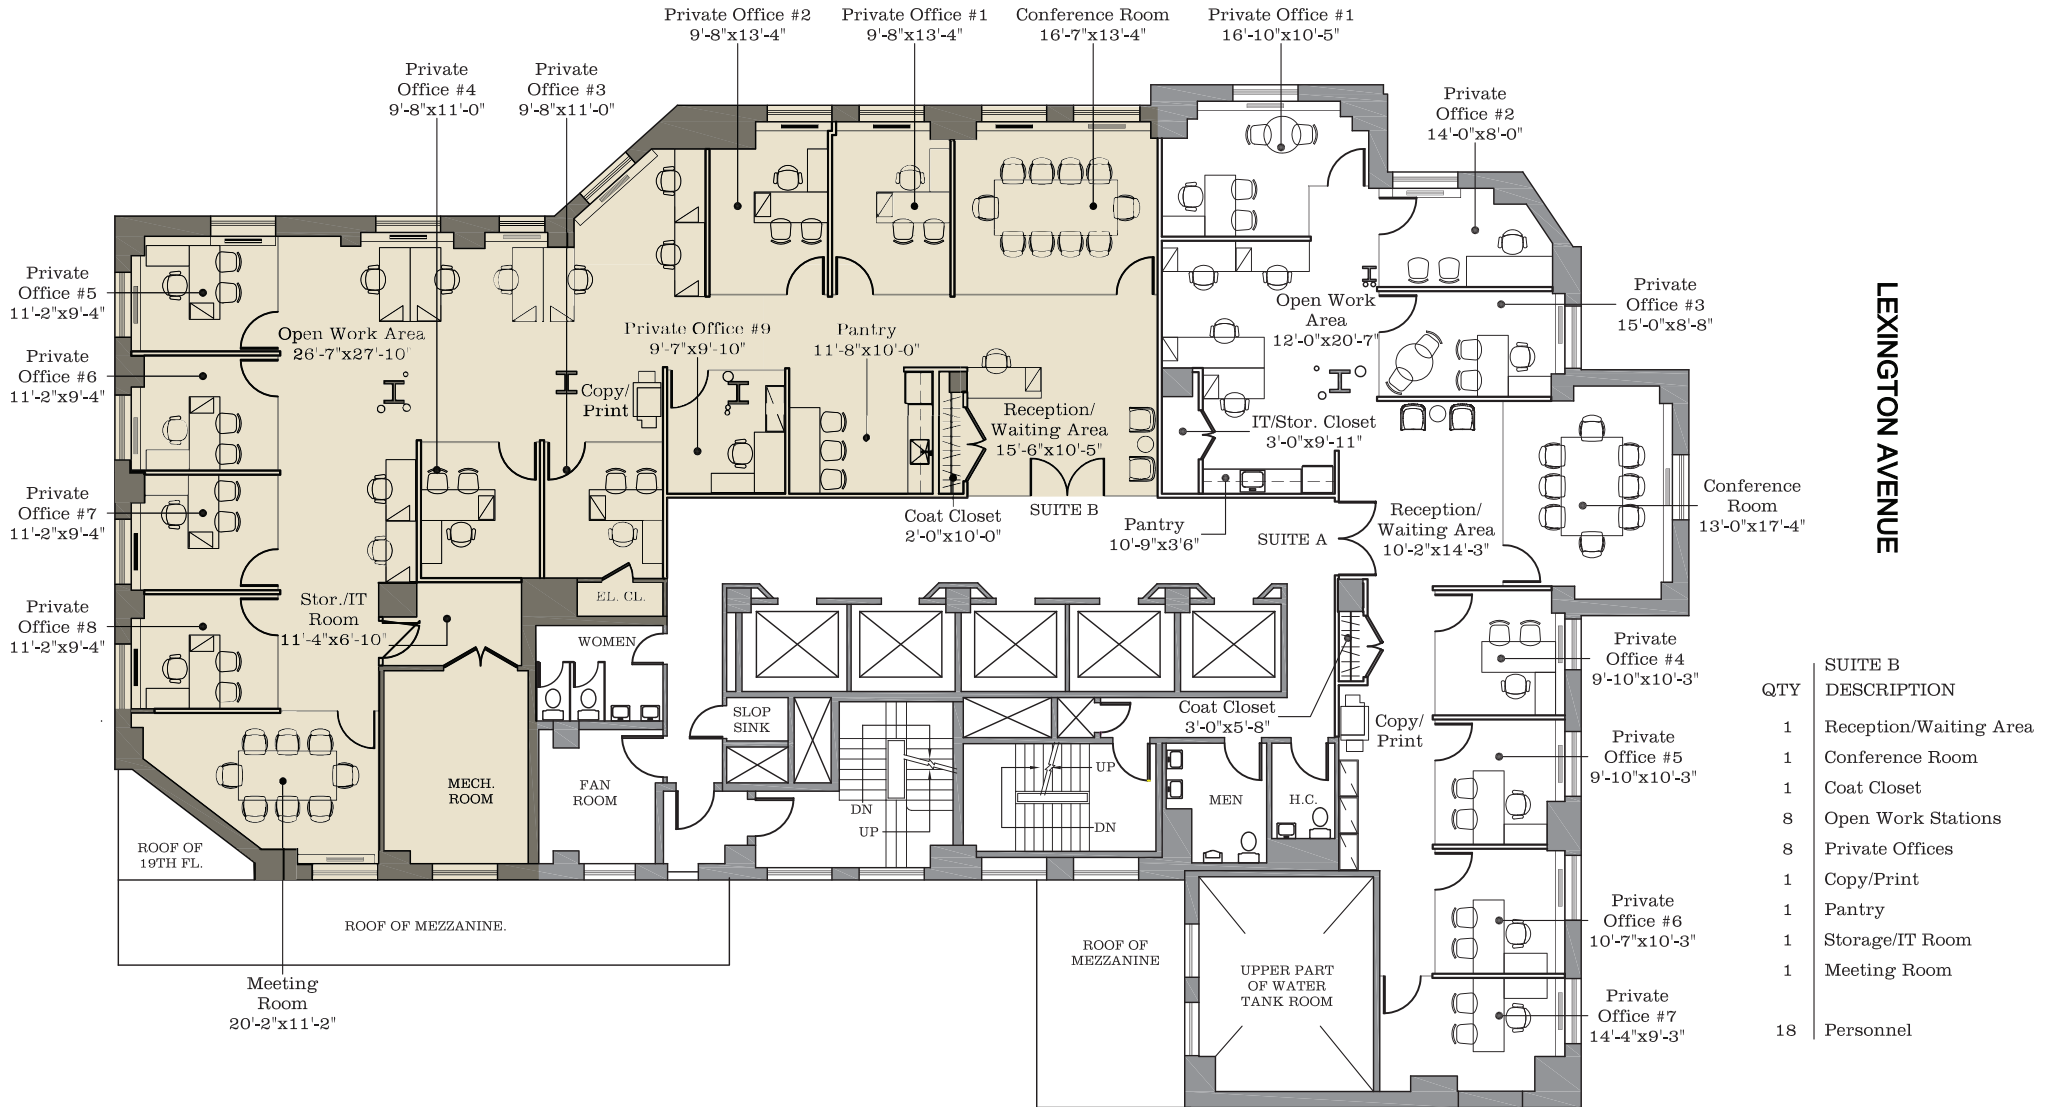 Private Office #2
9'-8"x13'-4"
Private Office #1
9'-8"x13'-4"
Conference Room
16'-7"x13'-4"
Private Office #1
16'-10"x10'-5"
Private
Office #4
9'-8"x11'-0"
Private
Office #3
9'-8"x11'-0"
Private
Office #2
14'-0"x8'-0"
Private
Office #5
11'-2"x9'-4"
Private
Office #6
11'-2"x9'-4"
Private
Office #7
11'-2"x9'-4"
Private
Office #8
11'-2"x9'-4"
Open Work Area
26'-7"x27'-10"
Copy/
Print
Private Office #9
9'-7"x9'-10"
Pantry
11'-8"x10'-0"
Reception/
Waiting Area
15'-6"x10'-5"
Open Work
Area
12'-0"x20'-7"
Private
Office #3
15'-0"x8'-8"
IT/Stor. Closet
3'-0"x9'-11"
Coat Closet
2'-0"x10'-0"
SUITE B
Pantry
10'-9"x3'6"
SUITE A
Reception/
Waiting Area
10'-2"x14'-3"
Conference
Room
13'-0"x17'-4"
LEXINGTON AVENUE
Stor./IT
Room
11'-4"x6'-10"
EL. CL.
WOMEN
SLOP
SINK
MECH.
ROOM
FAN
ROOM
DN
UP
UP
DN
MEN
H.C.
Coat Closet
3'-0"x5'-8"
Copy/
Print
Private
Office #4
9'-10"x10'-3"
Private
Office #5
9'-10"x10'-3"
Private
Office #6
10'-7"x10'-3"
Private
Office #7
14'-4"x9'-3"
ROOF OF
19TH FL.
ROOF OF MEZZANINE.
ROOF OF
MEZZANINE
UPPER PART
OF WATER
TANK ROOM
Meeting
Room
20'-2"x11'-2"
SUITE B
QTY DESCRIPTION
1 Reception/Waiting Area
1 Conference Room
1 Coat Closet
8 Open Work Stations
8 Private Offices
1 Copy/Print
1 Pantry
1 Storage/IT Room
1 Meeting Room
18 Personnel